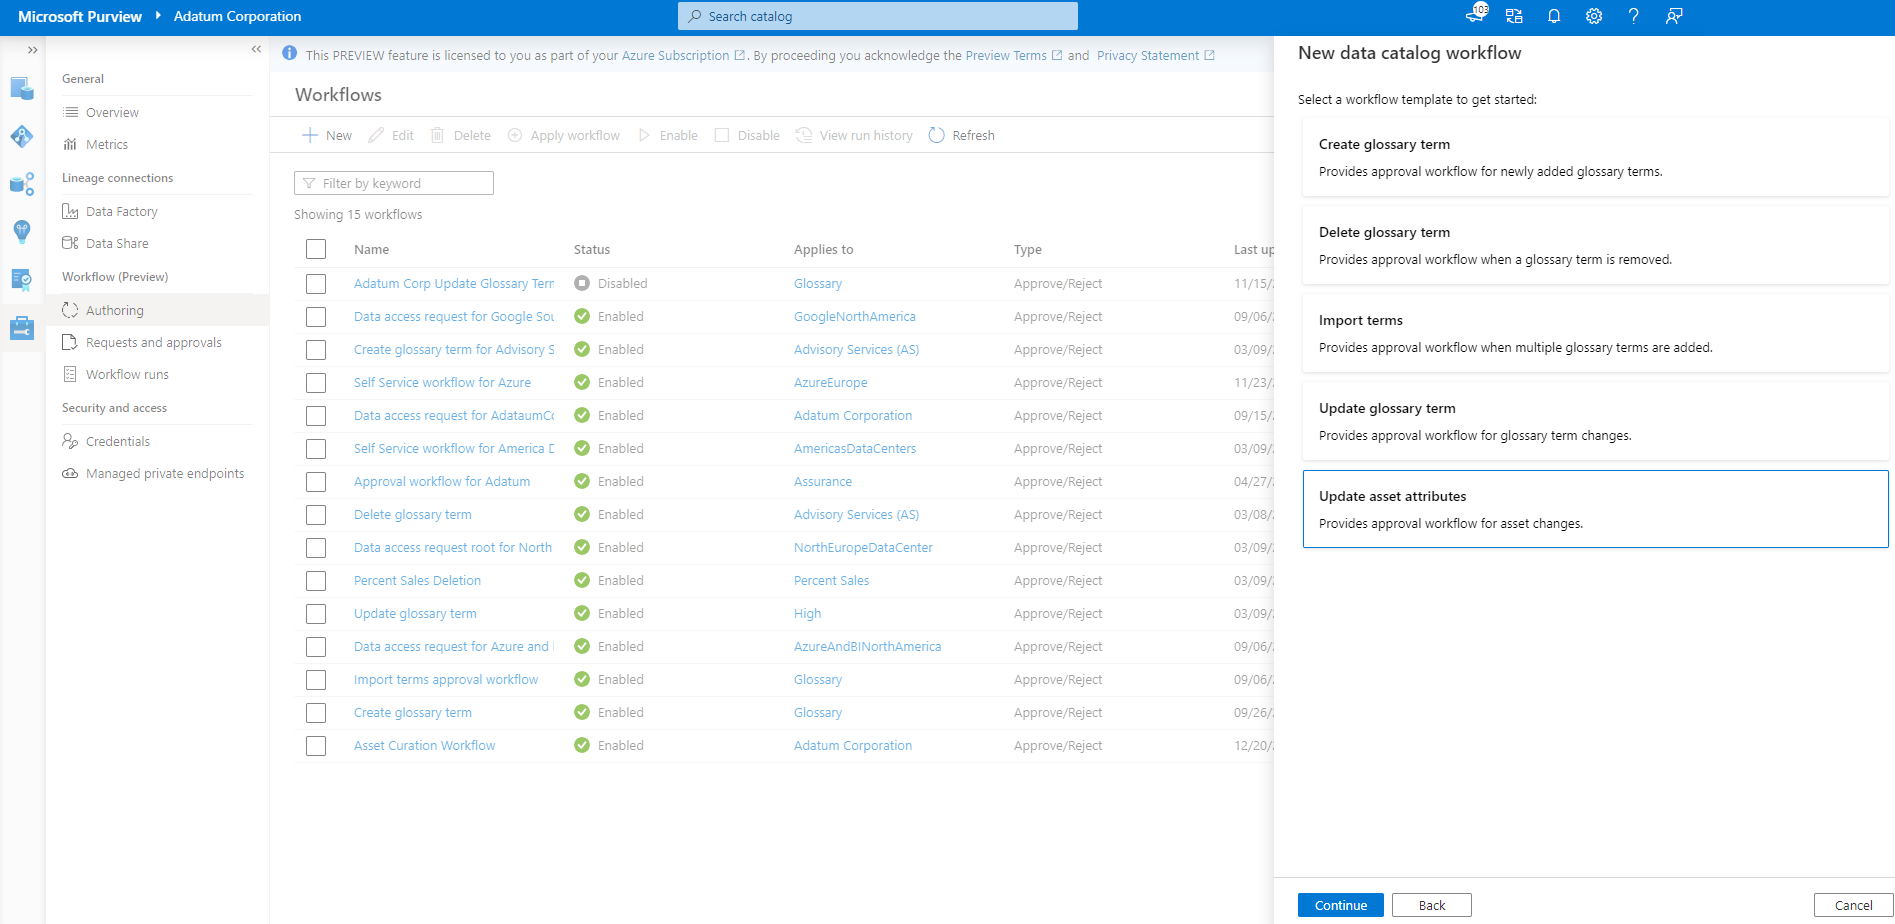 Microsoft Purview Adatum Corporation
Search catalog
103
General
Overview
Metrics
Lineage connections
Data Factory
Data Share
Workflow (Preview)
Authoring
Requests and approvals
Workflow runs
Security and access
Credentials
Managed private endpoints
This PREVIEW feature is licensed to you as part of your Azure Subscription. By proceeding you acknowledge the Preview Terms and Privacy Statement
Workflows
New Edit Delete Apply workflow Enable Disable View run history Refresh
Filter by keyword
Showing 15 workflows
Name Status Applies to Type Last up
Adatum Corp Update Glossary Term Disabled Glossary Approve/Reject 11/15/
Data access request for Google Sou Enabled GoogleNorthAmerica Approve/Reject 09/06/
Create glossary term for Advisory S Enabled Advisory Services (AS) Approve/Reject 03/09/
Self Service workflow for Azure Enabled AzureEurope Approve/Reject 11/23/
Data access request for AdataumCo Enabled Adatum Corporation Approve/Reject 09/15/
Self Service workflow for America D Enabled AmericasDataCenters Approve/Reject 03/09/
Approval workflow for Adatum Enabled Assurance Approve/Reject 04/27/
Delete glossary term Enabled Advisory Services (AS) Approve/Reject 03/08/
Data access request root for North Enabled NorthEuropeDataCenter Approve/Reject 03/09/
Percent Sales Deletion Enabled Percent Sales Approve/Reject 03/09/
Update glossary term Enabled High Approve/Reject 03/09/
Data access request for Azure and Enabled AzureAndBINorthAmerica Approve/Reject 09/06/
Import terms approval workflow Enabled Glossary Approve/Reject 09/06/
Create glossary term Enabled Glossary Approve/Reject 09/26/
Asset Curation Workflow Enabled Adatum Corporation Approve/Reject 12/20/
New data catalog workflow
Select a workflow template to get started:
Create glossary term
Provides approval workflow for newly added glossary terms.
Delete glossary term
Provides approval workflow when a glossary term is removed.
Import terms
Provides approval workflow when multiple glossary terms are added.
Update glossary term
Provides approval workflow for glossary term changes.
Update asset attributes
Provides approval workflow for asset changes.
Continue Back Cancel